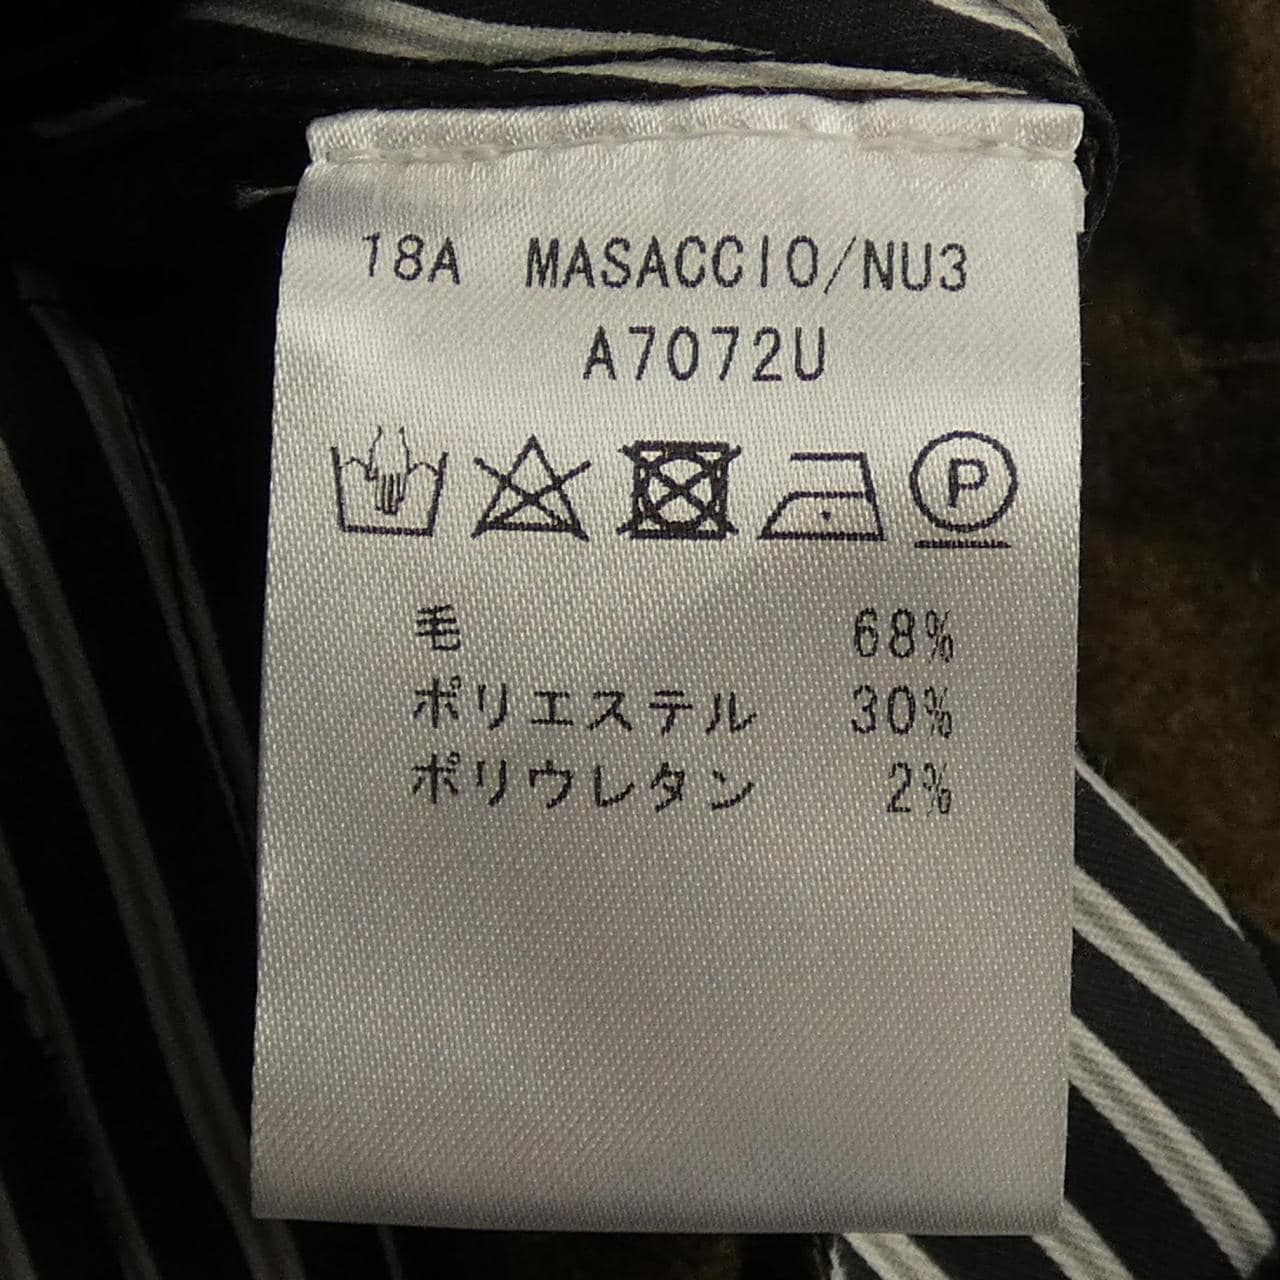 18A MASACCIO/NU3
A7072U
P
毛 68%
ポリエステル 30%
ポリウレタン 2%